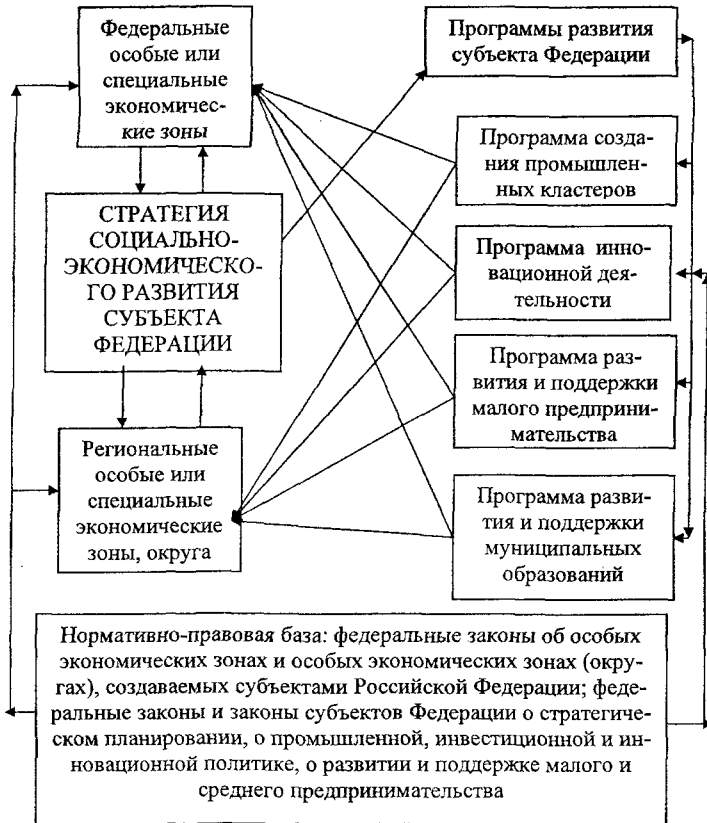 Федеральные
особые или
специальные
экономичес-
кие зоны
СТРАТЕГИЯ
СОЦИАЛЬНО-
ЭКОНОМИЧЕСКО-
ГО РАЗВИТИЯ
СУБЪЕКТА
ФЕДЕРАЦИИ
Региональные
особые или
специальные
экономические
зоны, округа
Программы развития
субъекта Федерации
Программа созда-
ния промышлен-
ных кластеров
Программа инно-
вационной дея-
тельности
Программа раз-
вития и поддержки
малого предприни-
мательства
Программа разви-
тия и поддержки
муниципальных
образований
Нормативно-правовая база: федеральные законы об особых
экономических зонах и особых экономических зонах (окру-
гах), создаваемых субъектами Российской Федерации; феде-
ральные законы и законы субъектов Федерации о стратегиче-
ском планировании, о промышленной, инвестиционной и ин-
новационной политике, о развитии и поддержке малого и
среднего предпринимательства